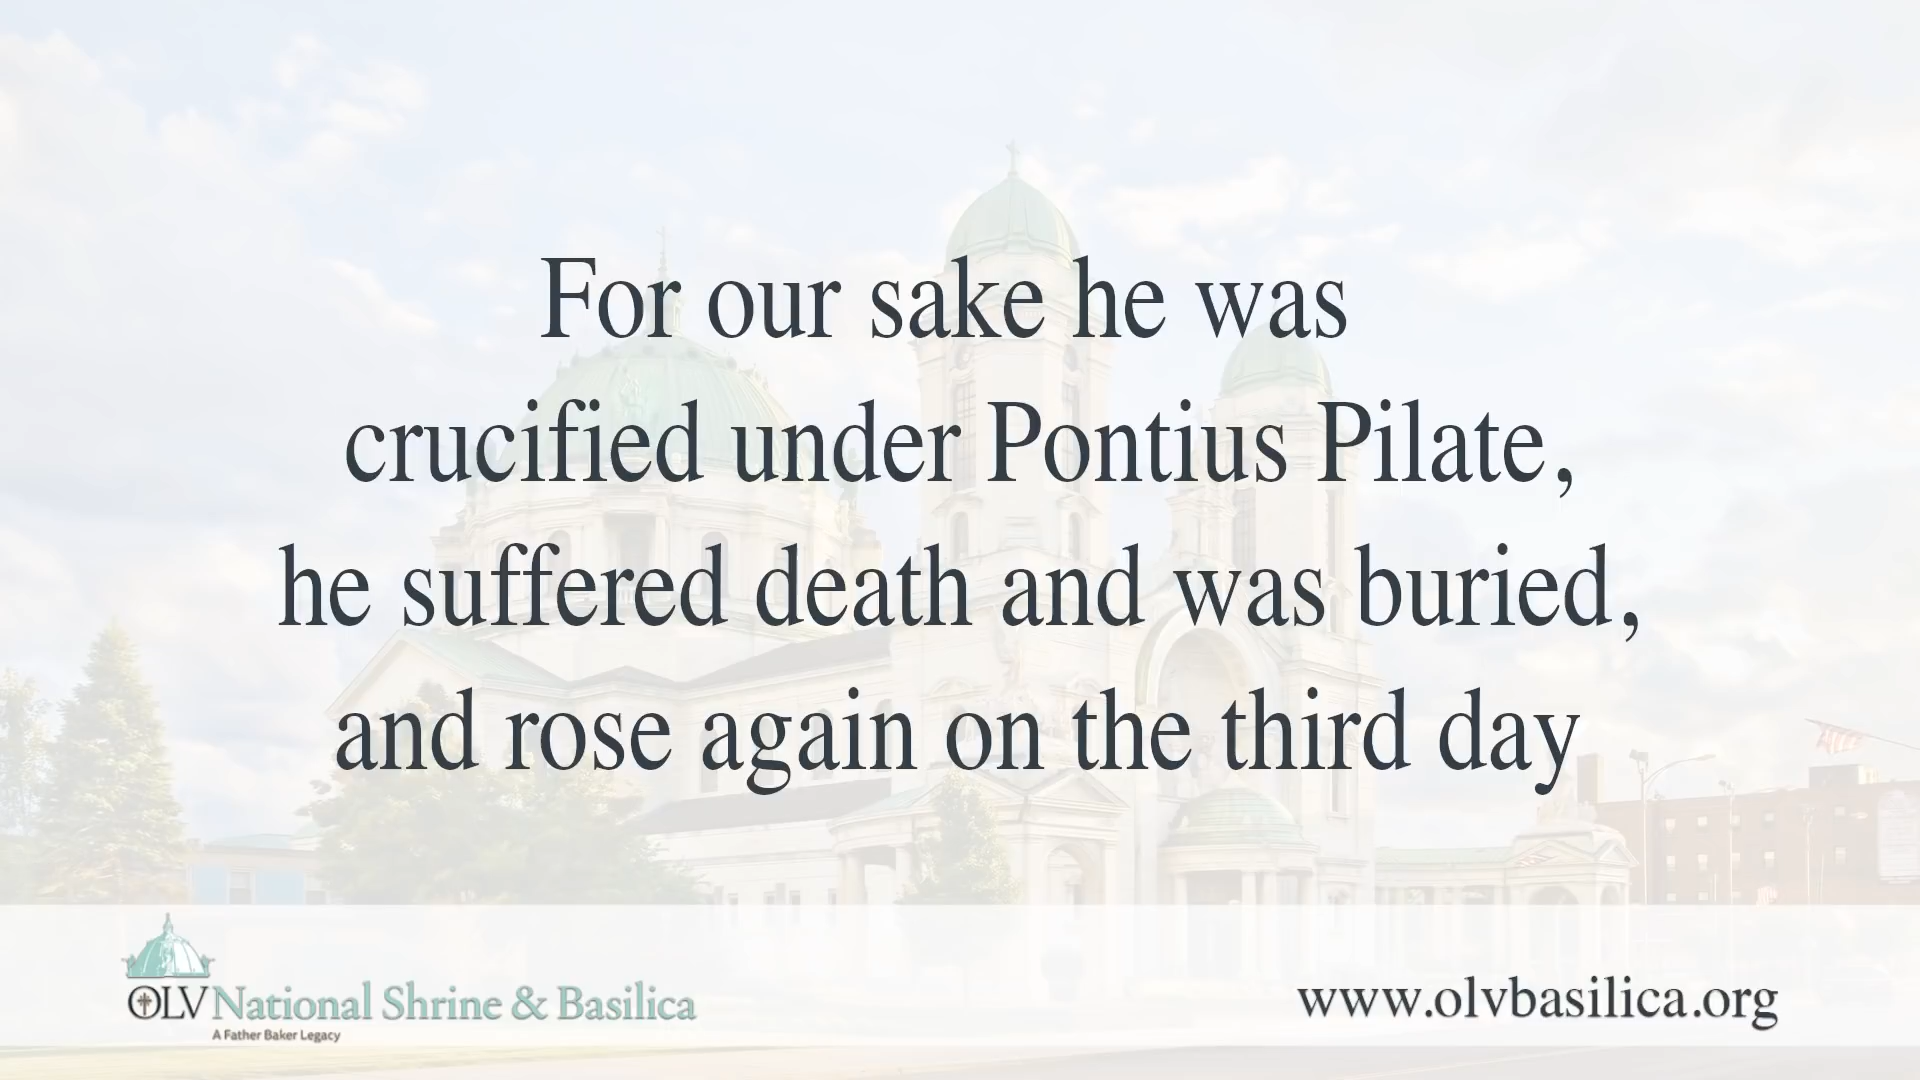 For our sake he was
crucified under Pontius Pilate,
he suffered death and was buried,
and rose again on the third day
OLV National Shrine & Basilica
A Father Baker Legacy
www.olvbasilica.org